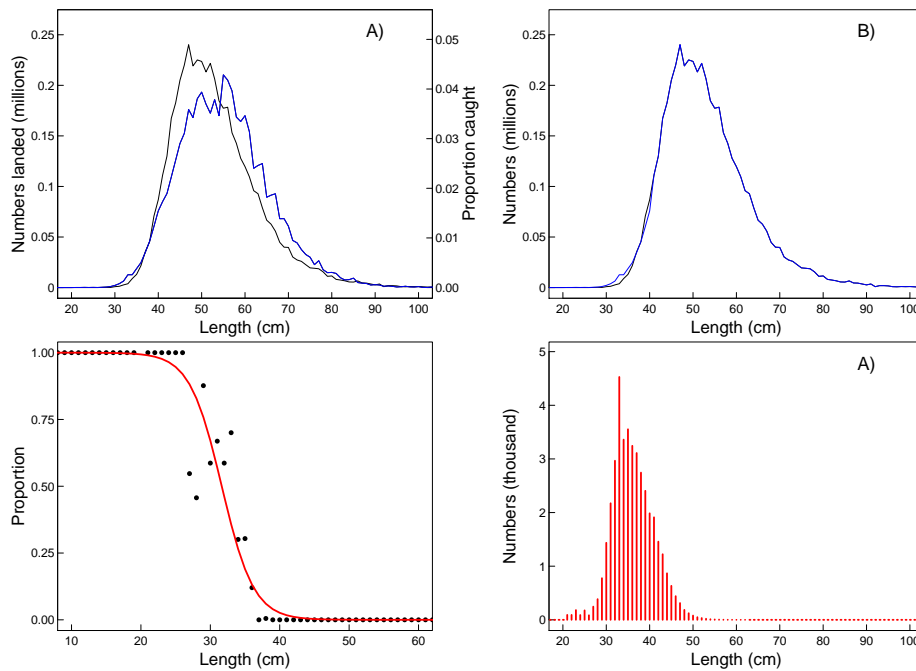 A)
0.25
0.2
0.15
0.1
0.05
0
Numbers landed (millions)
0.05
0.04
0.03
0.02
0.01
0.00
Proportion caught
20 30 40 50 60 70 80 90 100
Length (cm)
B)
0.25
0.2
0.15
0.1
0.05
0
Numbers (millions)
20 30 40 50 60 70 80 90 100
Length (cm)
1.00
0.75
0.50
0.25
0.00
Proportion
10 20 30 40 50 60
Length (cm)
A)
5
4
3
2
1
0
Numbers (thousand)
20 30 40 50 60 70 80 90 100
Length (cm)